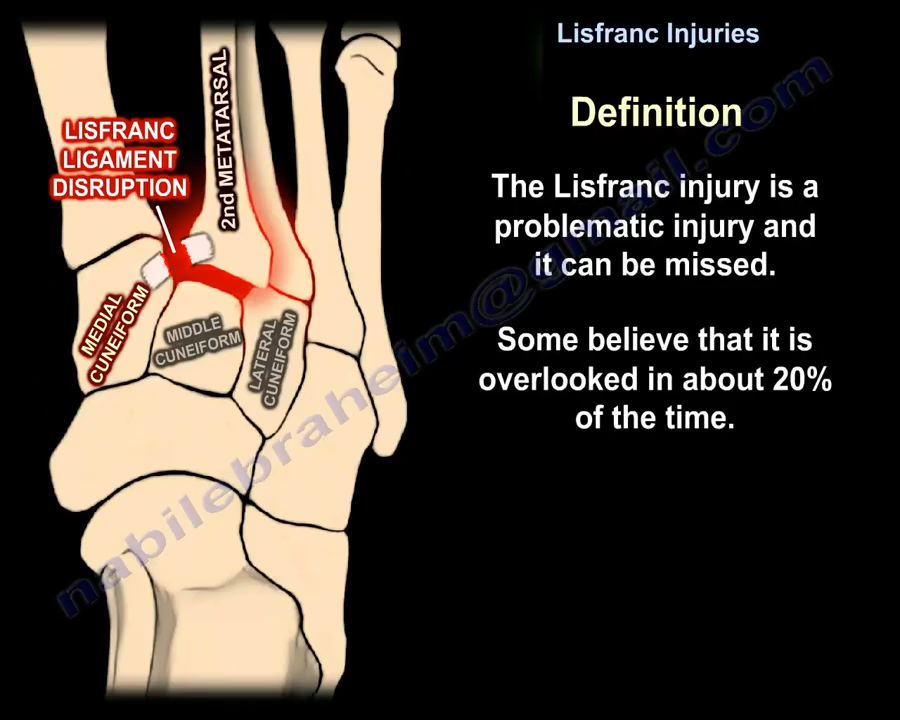 Lisfranc Injuries
Definition
The Lisfranc injury is a
problematic injury and
it can be missed.
Some believe that it is
overlooked in about 20%
of the time.
LISFRANC
LIGAMENT
DISRUPTION
2nd METATARSAL
MEDIAL
CUNEIFORM
MIDDLE
CUNEIFORM
LATERAL
CUNEIFORM
nabilebraheim@gmail.com